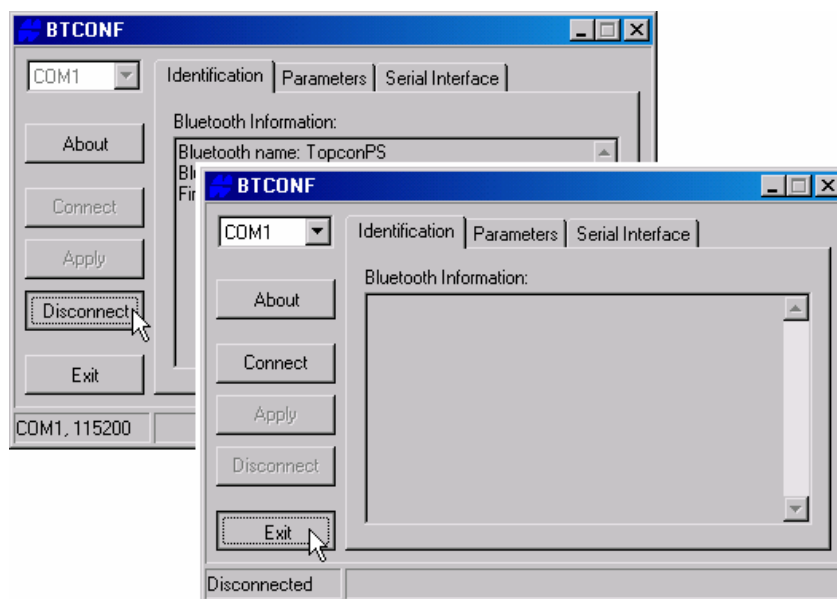 BTCONF
COM1
Identification
Parameters
Serial Interface
About
Connect
Apply
Disconnect
Exit
Bluetooth Information:
Bluetooth name: TopconPS
COM1, 115200
BTCONF
COM1
Identification
Parameters
Serial Interface
About
Connect
Apply
Disconnect
Exit
Bluetooth Information:
Disconnected